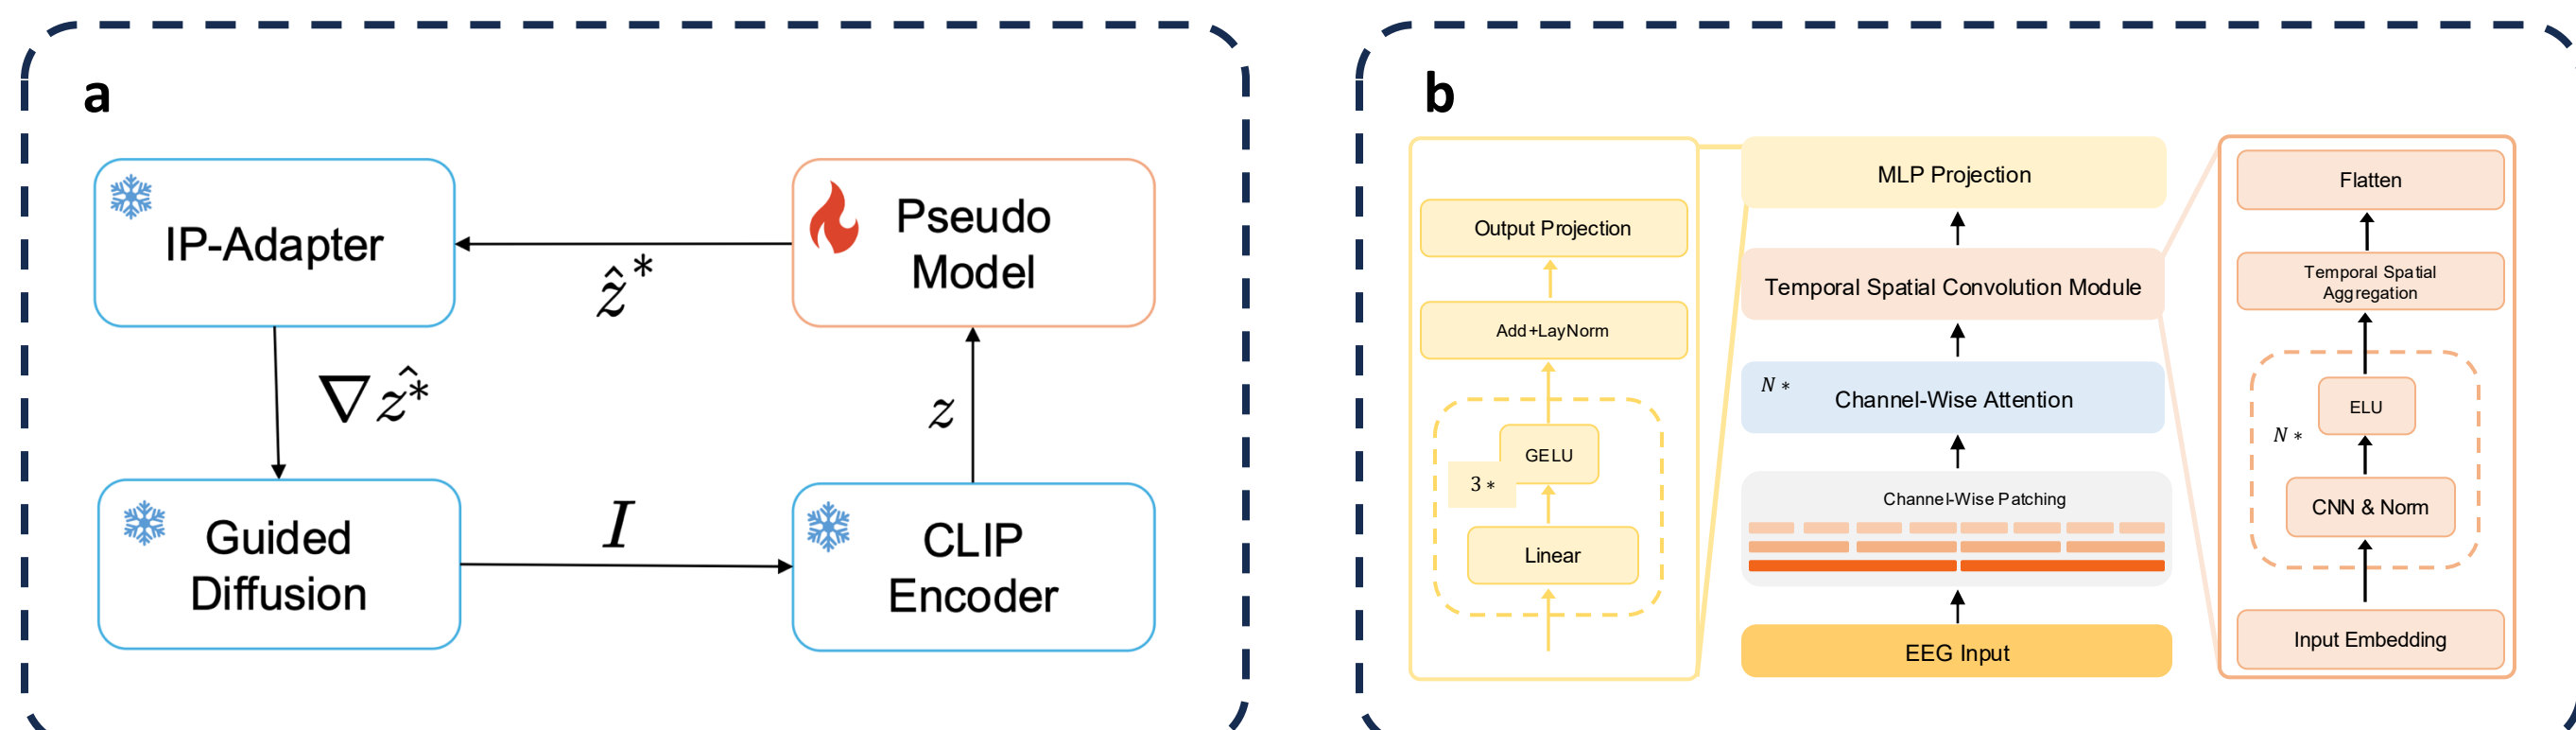 a
IP-Adapter
Pseudo
Model
ẑ*
∇ẑ*
z
Guided
Diffusion
I
CLIP
Encoder
b
Output Projection
Add+LayNorm
GELU
3 *
Linear
MLP Projection
Temporal Spatial Convolution Module
N *
Channel-Wise Attention
Channel-Wise Patching
EEG Input
Flatten
Temporal Spatial
Aggregation
ELU
N *
CNN & Norm
Input Embedding